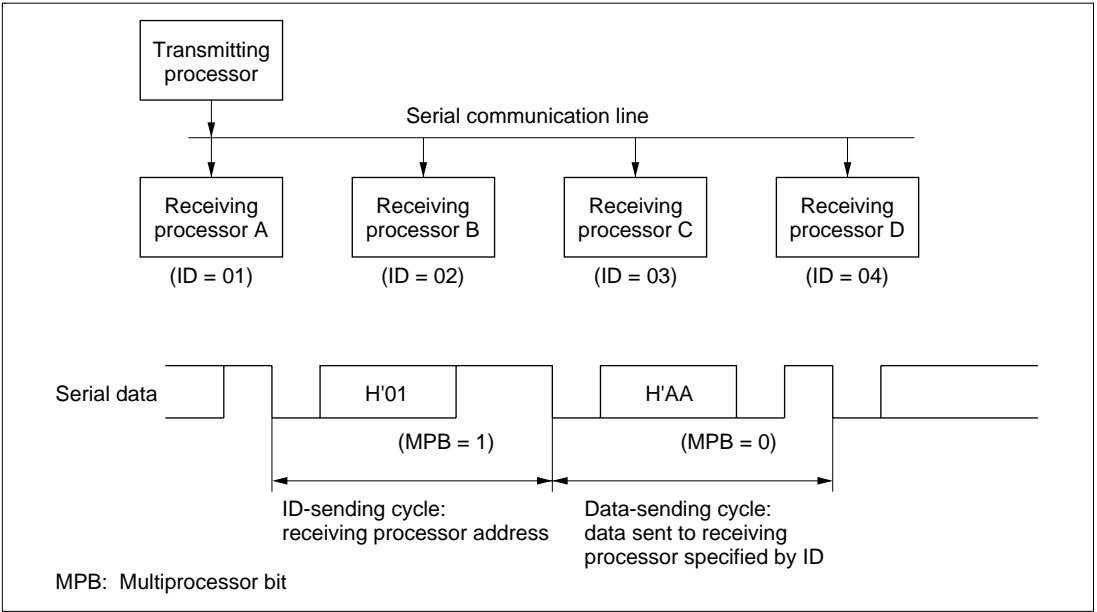 Transmitting
processor
Serial communication line
Receiving
processor A
Receiving
processor B
Receiving
processor C
Receiving
processor D
(ID = 01)
(ID = 02)
(ID = 03)
(ID = 04)
Serial data
H'01
H'AA
(MPB = 1)
(MPB = 0)
ID-sending cycle:
receiving processor address
Data-sending cycle:
data sent to receiving
processor specified by ID
MPB: Multiprocessor bit